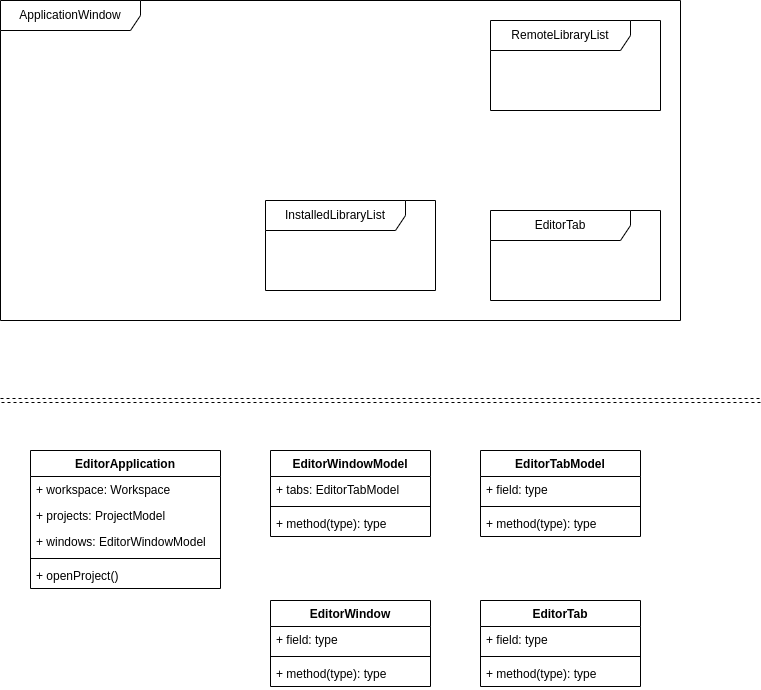 ApplicationWindow
RemoteLibraryList
InstalledLibraryList
EditorTab
EditorApplication
+ workspace: Workspace
+ projects: ProjectModel
+ windows: EditorWindowModel
+ openProject()
EditorWindowModel
+ tabs: EditorTabModel
+ method(type): type
EditorTabModel
+ field: type
+ method(type): type
EditorWindow
+ field: type
+ method(type): type
EditorTab
+ field: type
+ method(type): type